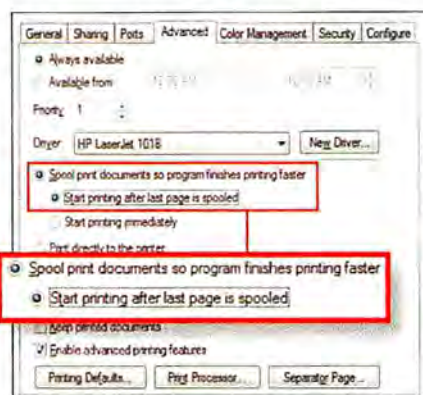 General Sharing Ports Advanced Color Management Security Configure
Always available
Available from
Priority: 1
Driver: HP LaserJet 1018 New Driver...
Spool print documents so program finishes printing faster
Start printing after last page is spooled
Start printing immediately
Print directly to the printer
Spool print documents so program finishes printing faster
Start printing after last page is spooled
Keep printed documents
Enable advanced printing features
Printing Defaults... Print Processor... Separator Page...